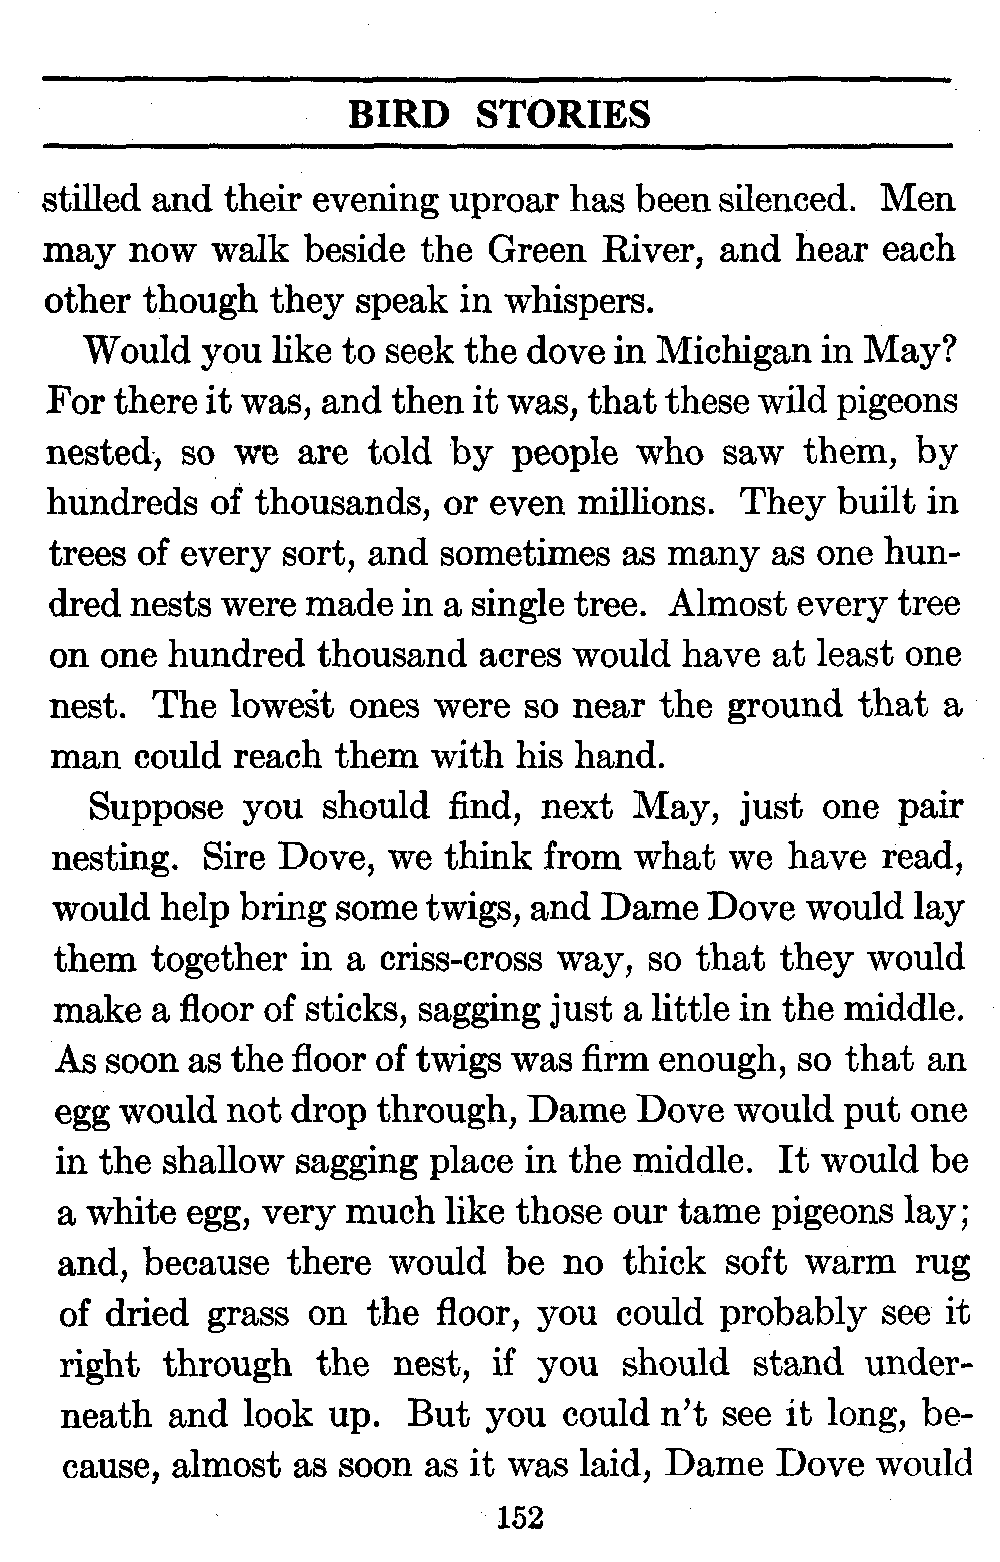 BIRD STORIES
stilled and their evening uproar has been silenced. Men
may now walk beside the Green River, and hear each
other though they speak in whispers.
Would you like to seek the dove in Michigan in May?
For there it was, and then it was, that these wild pigeons
nested, so we are told by people who saw them, by
hundreds of thousands, or even millions. They built in
trees of every sort, and sometimes as many as one hun-
dred nests were made in a single tree. Almost every tree
on one hundred thousand acres would have at least one
nest. The lowest ones were so near the ground that a
man could reach them with his hand.
Suppose you should find, next May, just one pair
nesting. Sire Dove, we think from what we have read,
would help bring some twigs, and Dame Dove would lay
them together in a criss-cross way, so that they would
make a floor of sticks, sagging just a little in the middle.
As soon as the floor of twigs was firm enough, so that an
egg would not drop through, Dame Dove would put one
in the shallow sagging place in the middle. It would be
a white egg, very much like those our tame pigeons lay;
and, because there would be no thick soft warm rug
of dried grass on the floor, you could probably see it
right through the nest, if you should stand under-
neath and look up. But you could n't see it long, be-
cause, almost as soon as it was laid, Dame Dove would
152